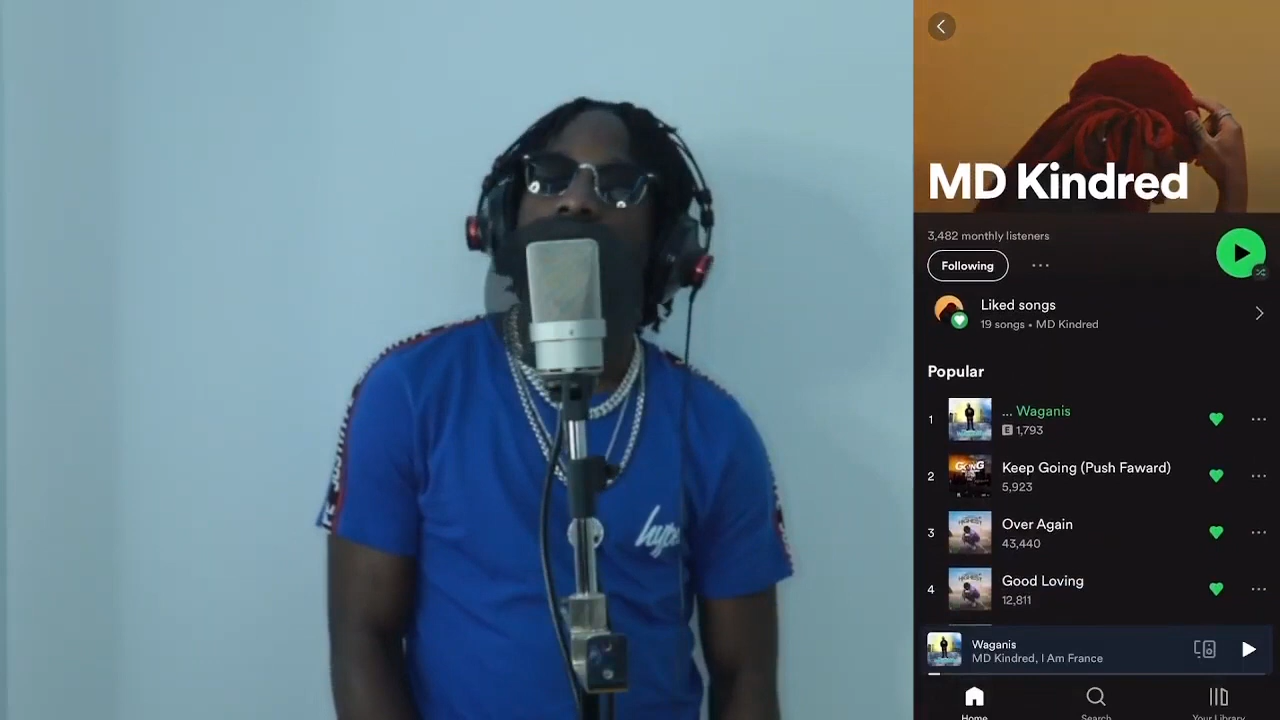 hype
MD Kindred
3,482 monthly listeners
Following
Liked songs
19 songs • MD Kindred
Popular
1
... Waganis
E 1,793
GOING
2
Keep Going (Push Faward)
5,923
3
Over Again
43,440
4
Good Loving
12,811
Waganis
MD Kindred, I Am France
Home
Search
Your Library